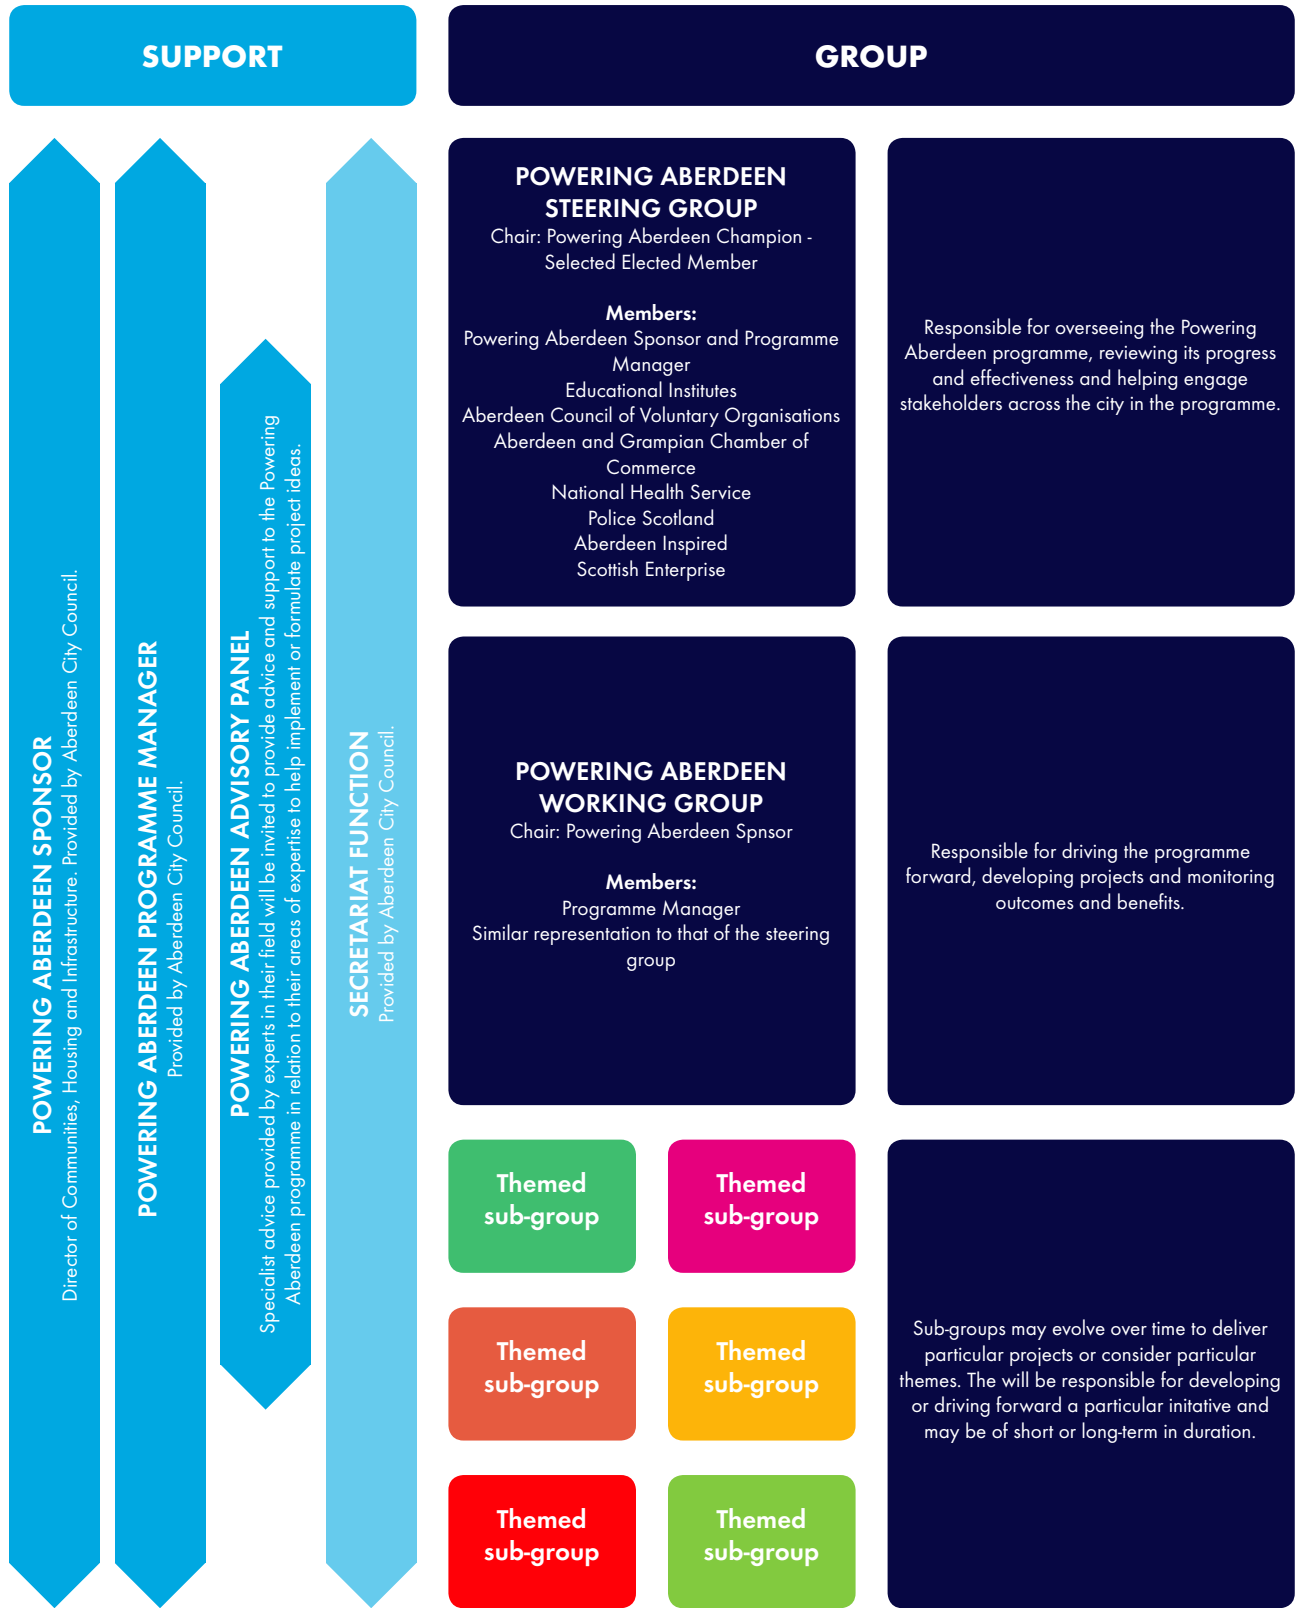 SUPPORT
GROUP
POWERING ABERDEEN SPONSOR
Director of Communities, Housing and Infrastructure. Provided by Aberdeen City Council.
POWERING ABERDEEN PROGRAMME MANAGER
Provided by Aberdeen City Council.
POWERING ABERDEEN ADVISORY PANEL
Specialist advice provided by experts in their field will be invited to provide advice and support to the Powering
Aberdeen programme in relation to their areas of expertise to help implement or formulate project ideas.
SECRETARIAT FUNCTION
Provided by Aberdeen City Council.
POWERING ABERDEEN
STEERING GROUP
Chair: Powering Aberdeen Champion -
Selected Elected Member
Members:
Powering Aberdeen Sponsor and Programme
Manager
Educational Institutes
Aberdeen Council of Voluntary Organisations
Aberdeen and Grampian Chamber of
Commerce
National Health Service
Police Scotland
Aberdeen Inspired
Scottish Enterprise
Responsible for overseeing the Powering
Aberdeen programme, reviewing its progress
and effectiveness and helping engage
stakeholders across the city in the programme.
POWERING ABERDEEN
WORKING GROUP
Chair: Powering Aberdeen Spnsor
Members:
Programme Manager
Similar representation to that of the steering
group
Responsible for driving the programme
forward, developing projects and monitoring
outcomes and benefits.
Themed
sub-group
Themed
sub-group
Themed
sub-group
Themed
sub-group
Themed
sub-group
Themed
sub-group
Sub-groups may evolve over time to deliver
particular projects or consider particular
themes. The will be responsible for developing
or driving forward a particular initative and
may be of short or long-term in duration.